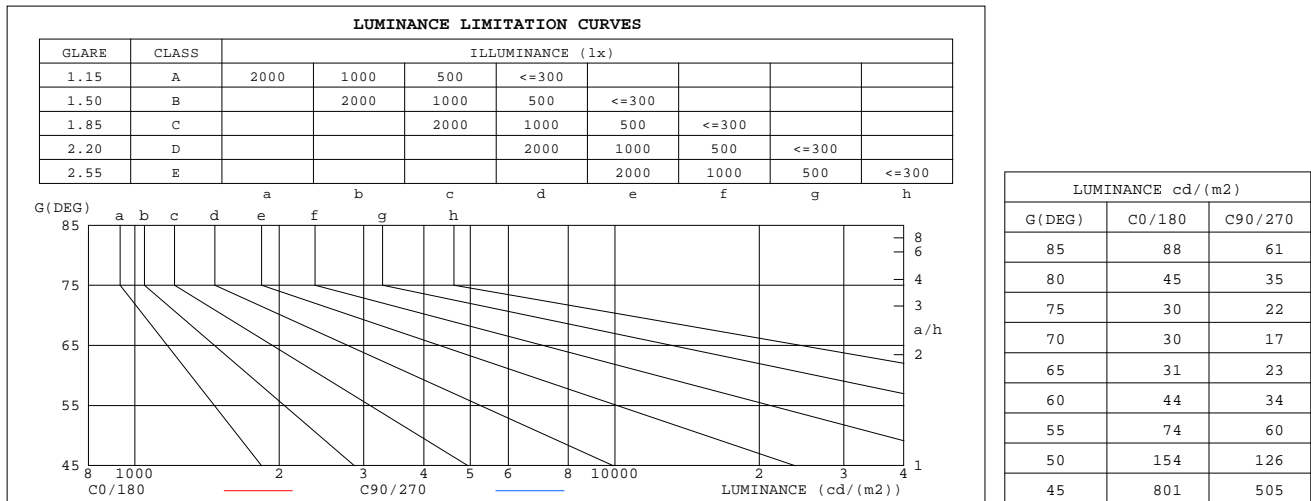 LUMINANCE LIMITATION CURVES
GLARE CLASS ILLUMINANCE (lx)
1.15 A 2000 1000 500 <=300
1.50 B 2000 1000 500 <=300
1.85 C 2000 1000 500 <=300
2.20 D 2000 1000 500 <=300
2.55 E 2000 1000 500 <=300
a b c d e f g h
G(DEG)
a b c d e f g h
85
8
6
75
4
3
a/h
65
2
55
45
1
8 1000 2 3 4 5 6 8 10000 2 3 4
C0/180 C90/270 LUMINANCE (cd/(m2))
LUMINANCE cd/(m2)
G(DEG) C0/180 C90/270
85 88 61
80 45 35
75 30 22
70 30 17
65 31 23
60 44 34
55 74 60
50 154 126
45 801 505